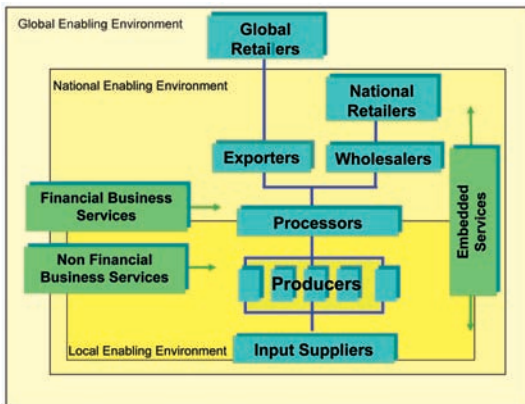 Global Enabling Environment
Global
Retailers
National Enabling Environment
National
Retailers
Exporters
Wholesalers
Financial Business
Services
Embedded
Services
Processors
Non Financial
Business Services
Producers
Local Enabling Environment
Input Suppliers